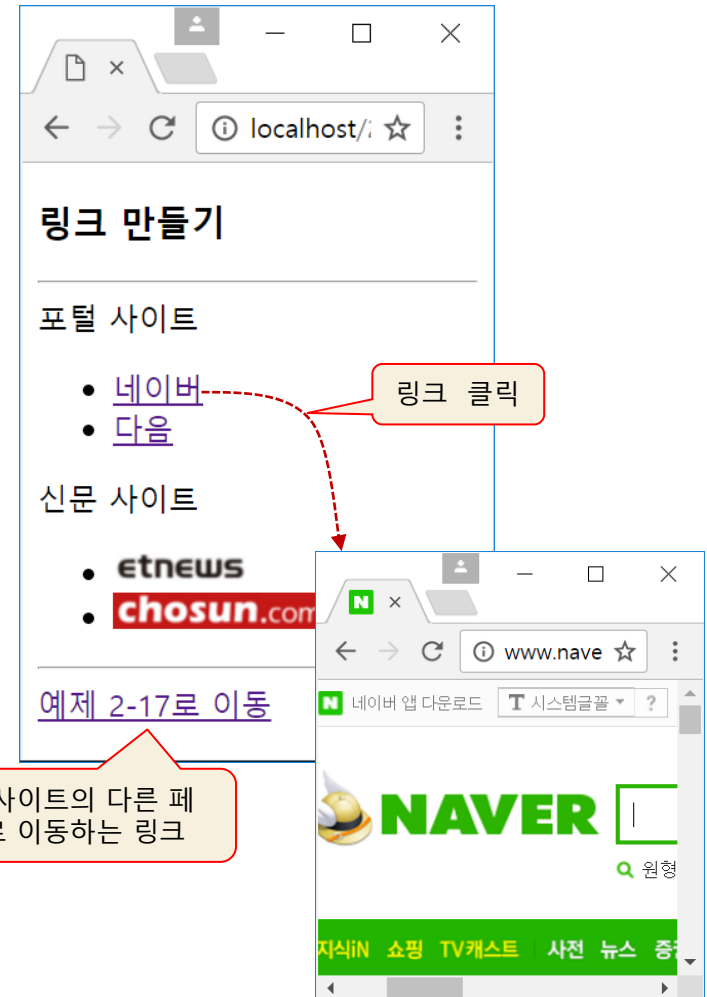 localhost/2
링크 만들기
포털 사이트
네이버
링크 클릭
다음
신문 사이트
etnews
chosun.com
www.nave
예제 2-17로 이동
네이버 앱 다운로드
T 시스템글꼴
?
사이트의 다른 페
이동하는 링크
NAVER
원형
지식iN 쇼핑 TV캐스트 사전 뉴스